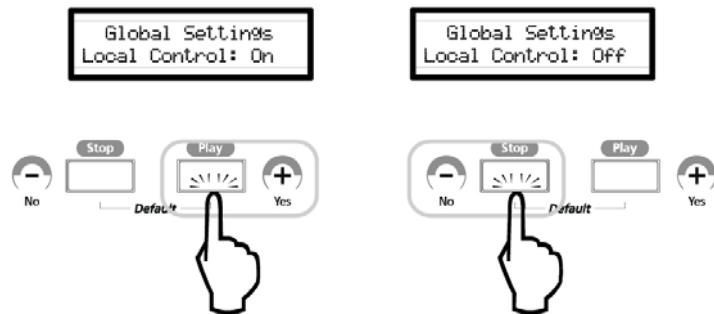 Global Settings
Local Control: On
Global Settings
Local Control: Off
Stop
Play
No
Default
Yes
Stop
Play
No
Default
Yes